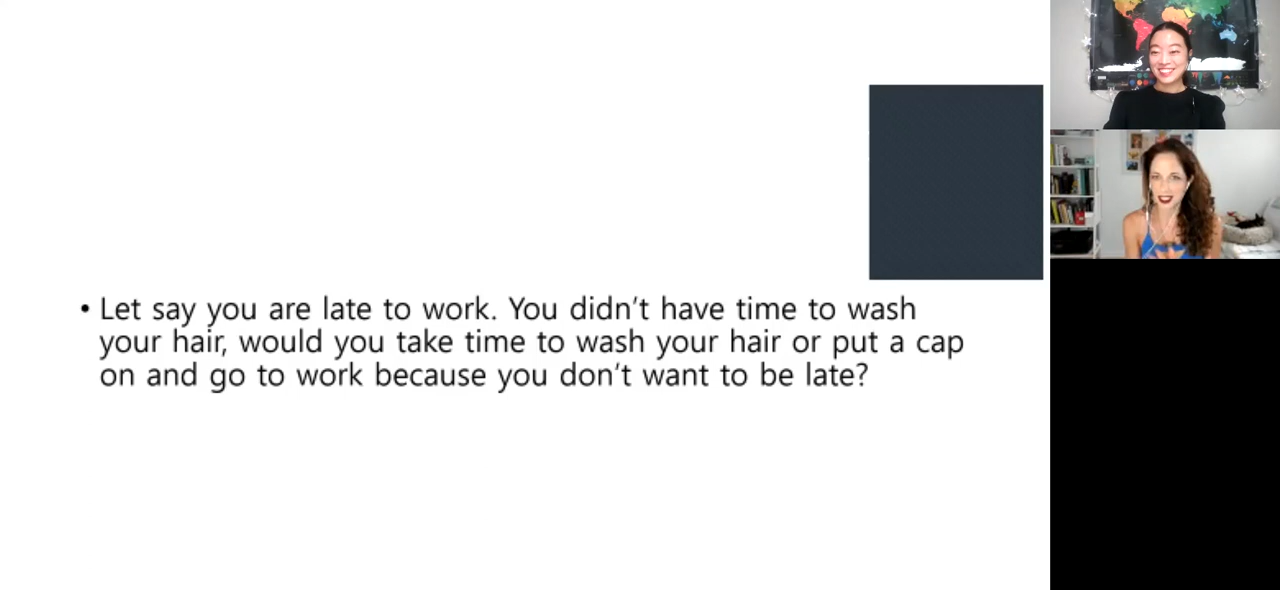 • Let say you are late to work. You didn't have time to wash
your hair, would you take time to wash your hair or put a cap
on and go to work because you don't want to be late?